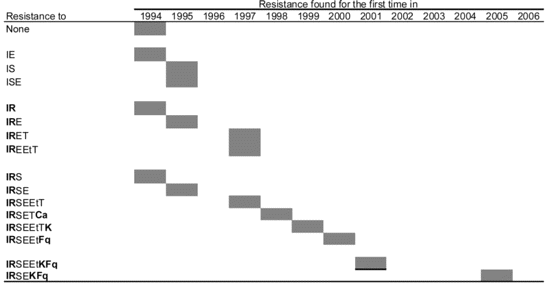 Resistance found for the first time in
Resistance to 1994 1995 1996 1997 1998 1999 2000 2001 2002 2003 2004 2005 2006
None
IE
IS
ISE
IR
IRE
IRET
IREEtT
IRS
IRSE
IRSEEtT
IRSETCa
IRSEEtTK
IRSEEtFq
IRSEEtKFq
IRSEKFq